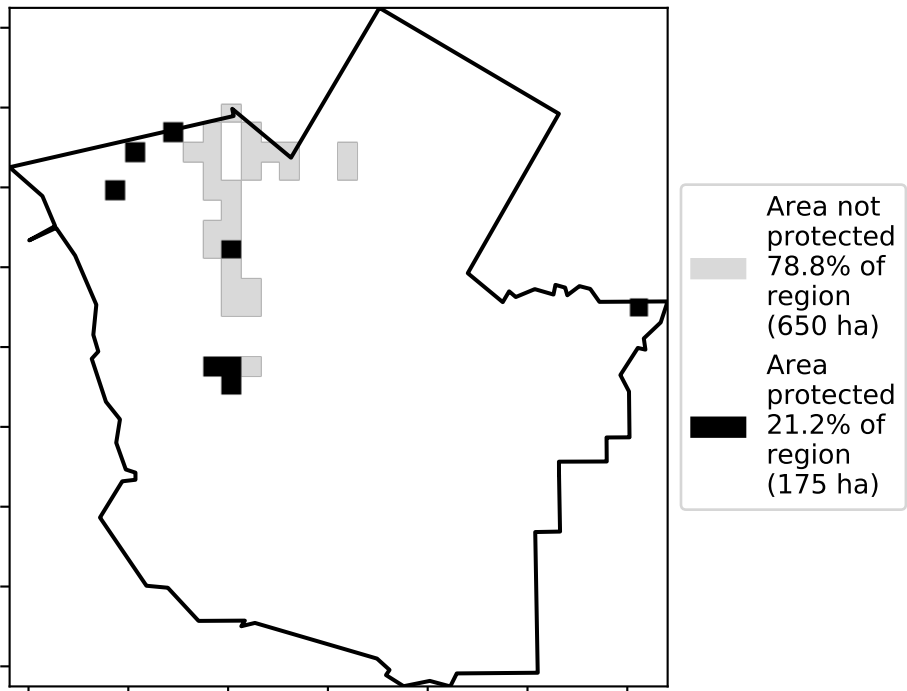 Area not
protected
78.8% of
region
(650 ha)
Area
protected
21.2% of
region
(175 ha)